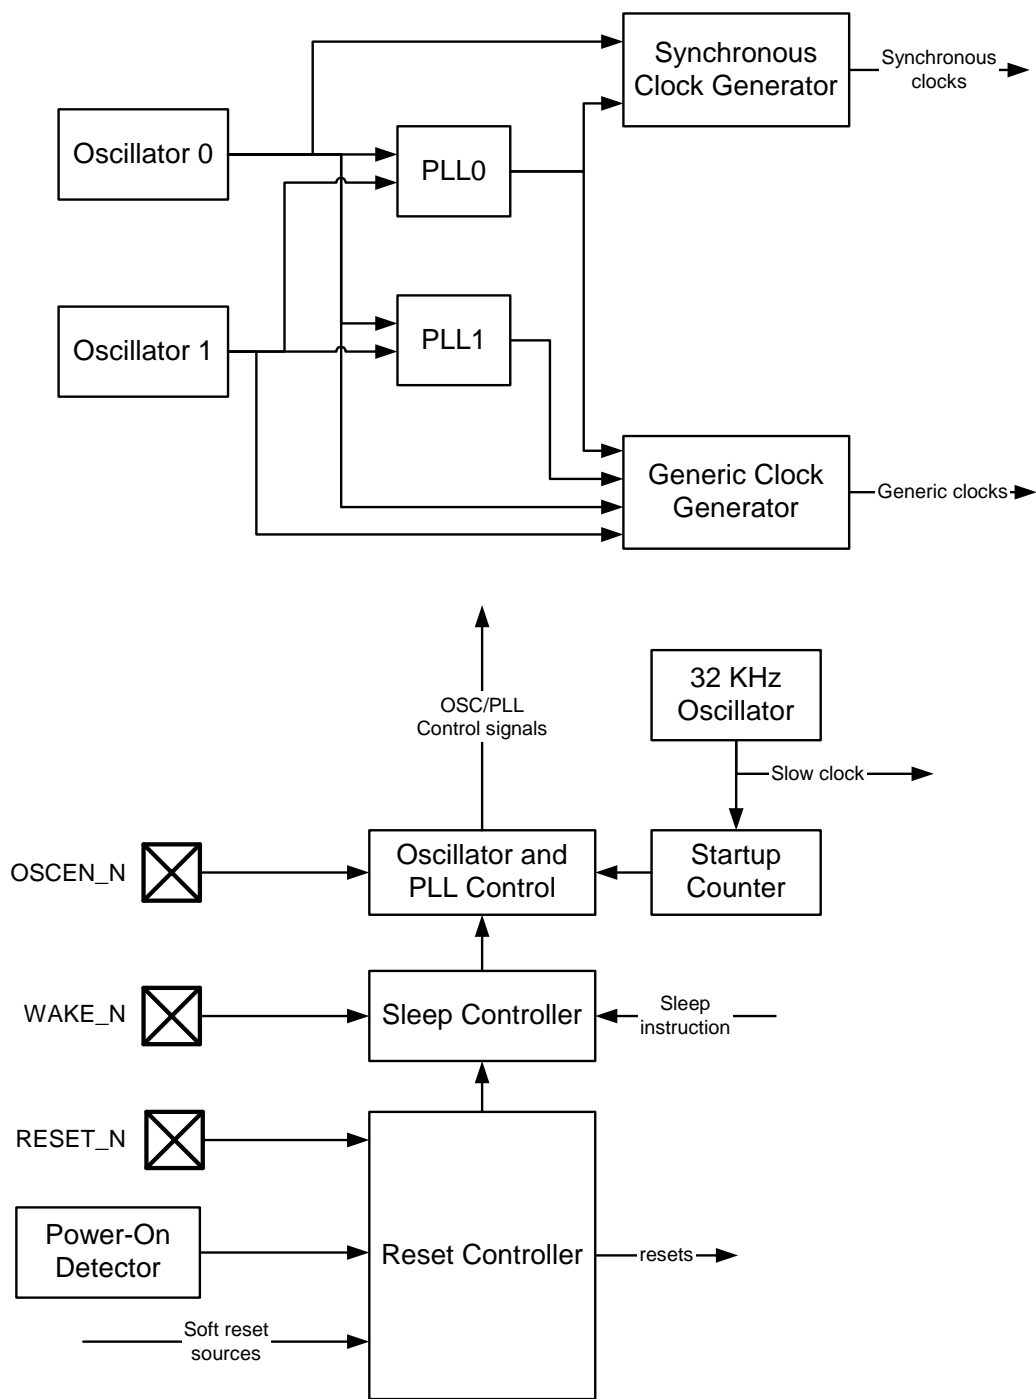 Synchronous
Clock Generator
Synchronous
clocks
Oscillator 0
PLL0
Oscillator 1
PLL1
Generic Clock
Generator
Generic clocks
32 KHz
Oscillator
OSC/PLL
Control signals
Slow clock
OSCEN_N
Oscillator and
PLL Control
Startup
Counter
WAKE_N
Sleep Controller
Sleep
instruction
RESET_N
Power-On
Detector
Reset Controller
resets
Soft reset
sources